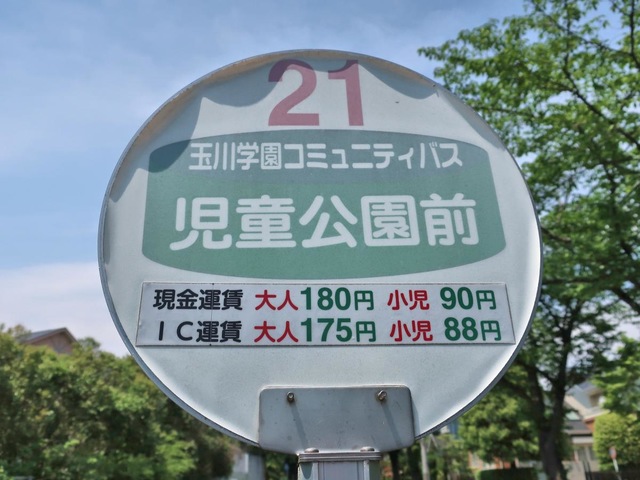 21
玉川学園コミュニティバス
児童公園前
現金運賃 大人180円 小児 90円
IC運賃 大人175円 小児 88円